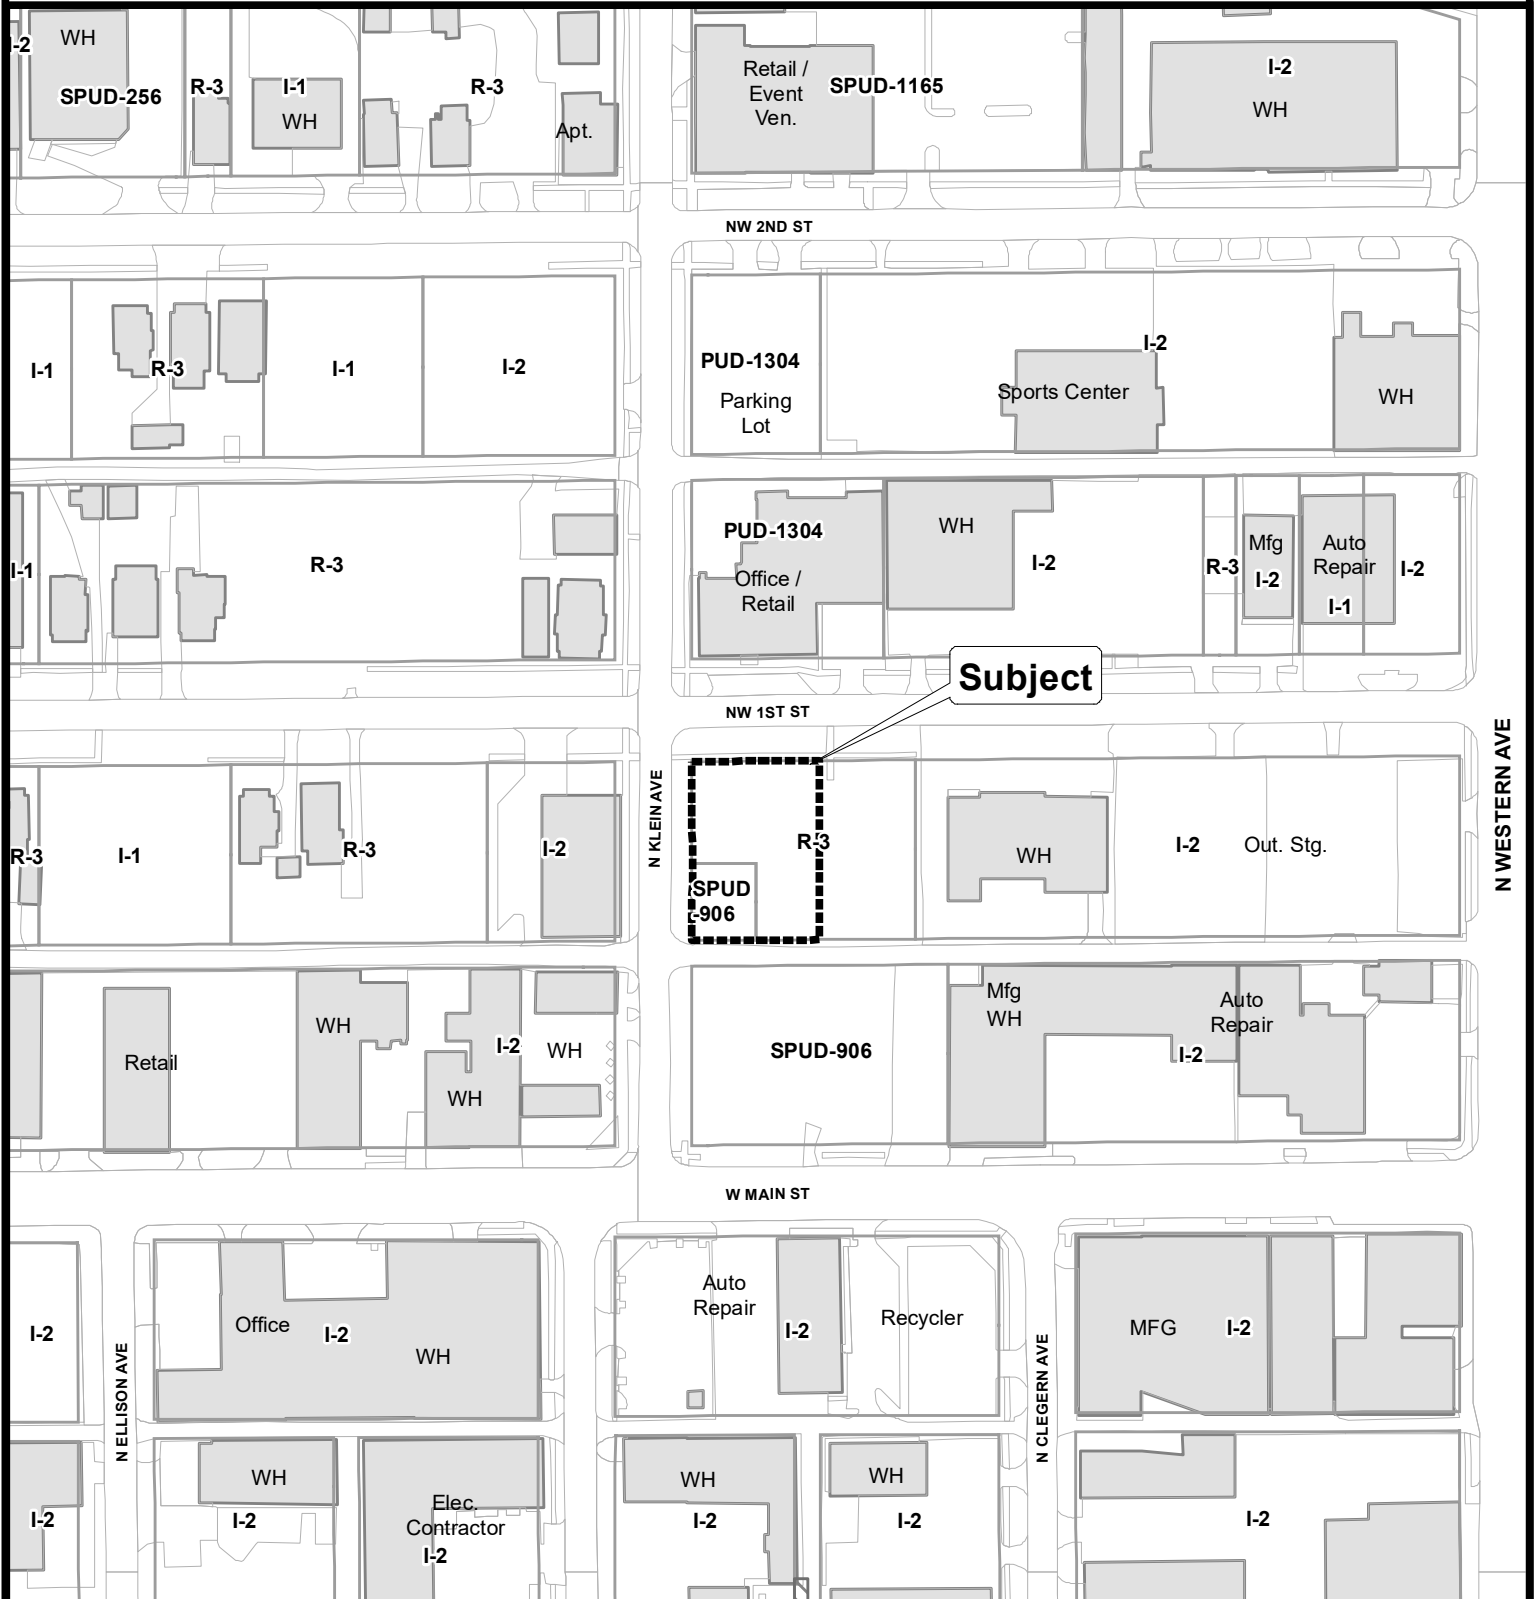 I-2
WH
SPUD-256
R-3
I-1
WH
R-3
Apt.
Retail /
Event
Ven.
SPUD-1165
I-2
WH
NW 2ND ST
I-1
R-3
I-1
I-2
PUD-1304
Parking
Lot
I-2
Sports Center
WH
I-1
R-3
PUD-1304
Office /
Retail
WH
I-2
R-3
Mfg
I-2
Auto
Repair
I-1
I-2
Subject
NW 1ST ST
N KLEIN AVE
N WESTERN AVE
R-3
I-1
R-3
I-2
R-3
SPUD
-906
WH
I-2
Out. Stg.
Retail
WH
WH
I-2
WH
SPUD-906
Mfg
WH
I-2
Auto
Repair
W MAIN ST
I-2
N ELLISON AVE
Office
I-2
WH
Auto
Repair
I-2
Recycler
N CLEGERN AVE
MFG
I-2
I-2
WH
I-2
Elec.
Contractor
I-2
WH
I-2
WH
I-2
I-2